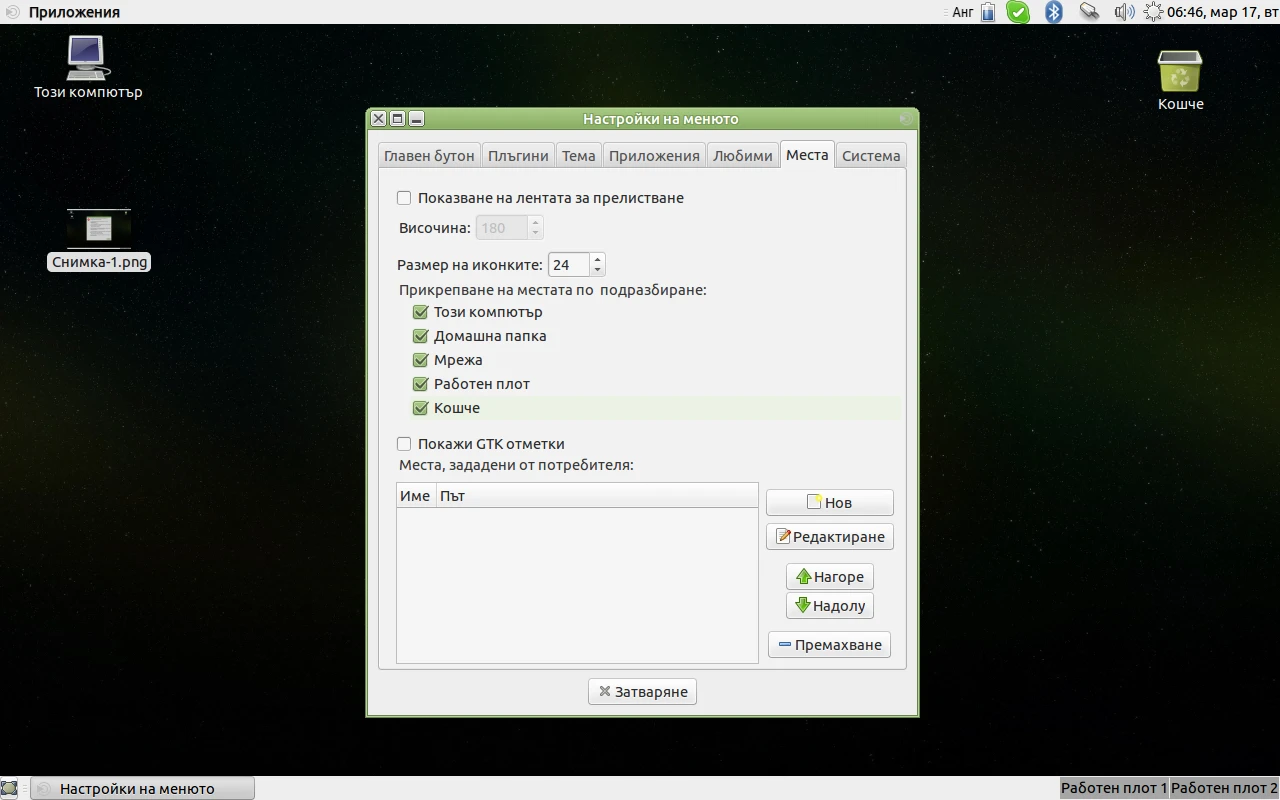 Приложения
Анг
06:46, мар 17, вт
Този компютър
Кошче
Снимка-1.png
Настройки на менюто
Главен бутон
Плъгини
Тема
Приложения
Любими
Места
Система
Показване на лентата за прелистване
Височина: 180
Размер на иконките: 24
Прикрепване на местата по подразбиране:
Този компютър
Домашна папка
Мрежа
Работен плот
Кошче
Покажи GTK отметки
Места, зададени от потребителя:
Име Път
Нов
Редактиране
Нагоре
Надолу
Премахване
Затваряне
Настройки на менюто
Работен плот 1
Работен плот 2